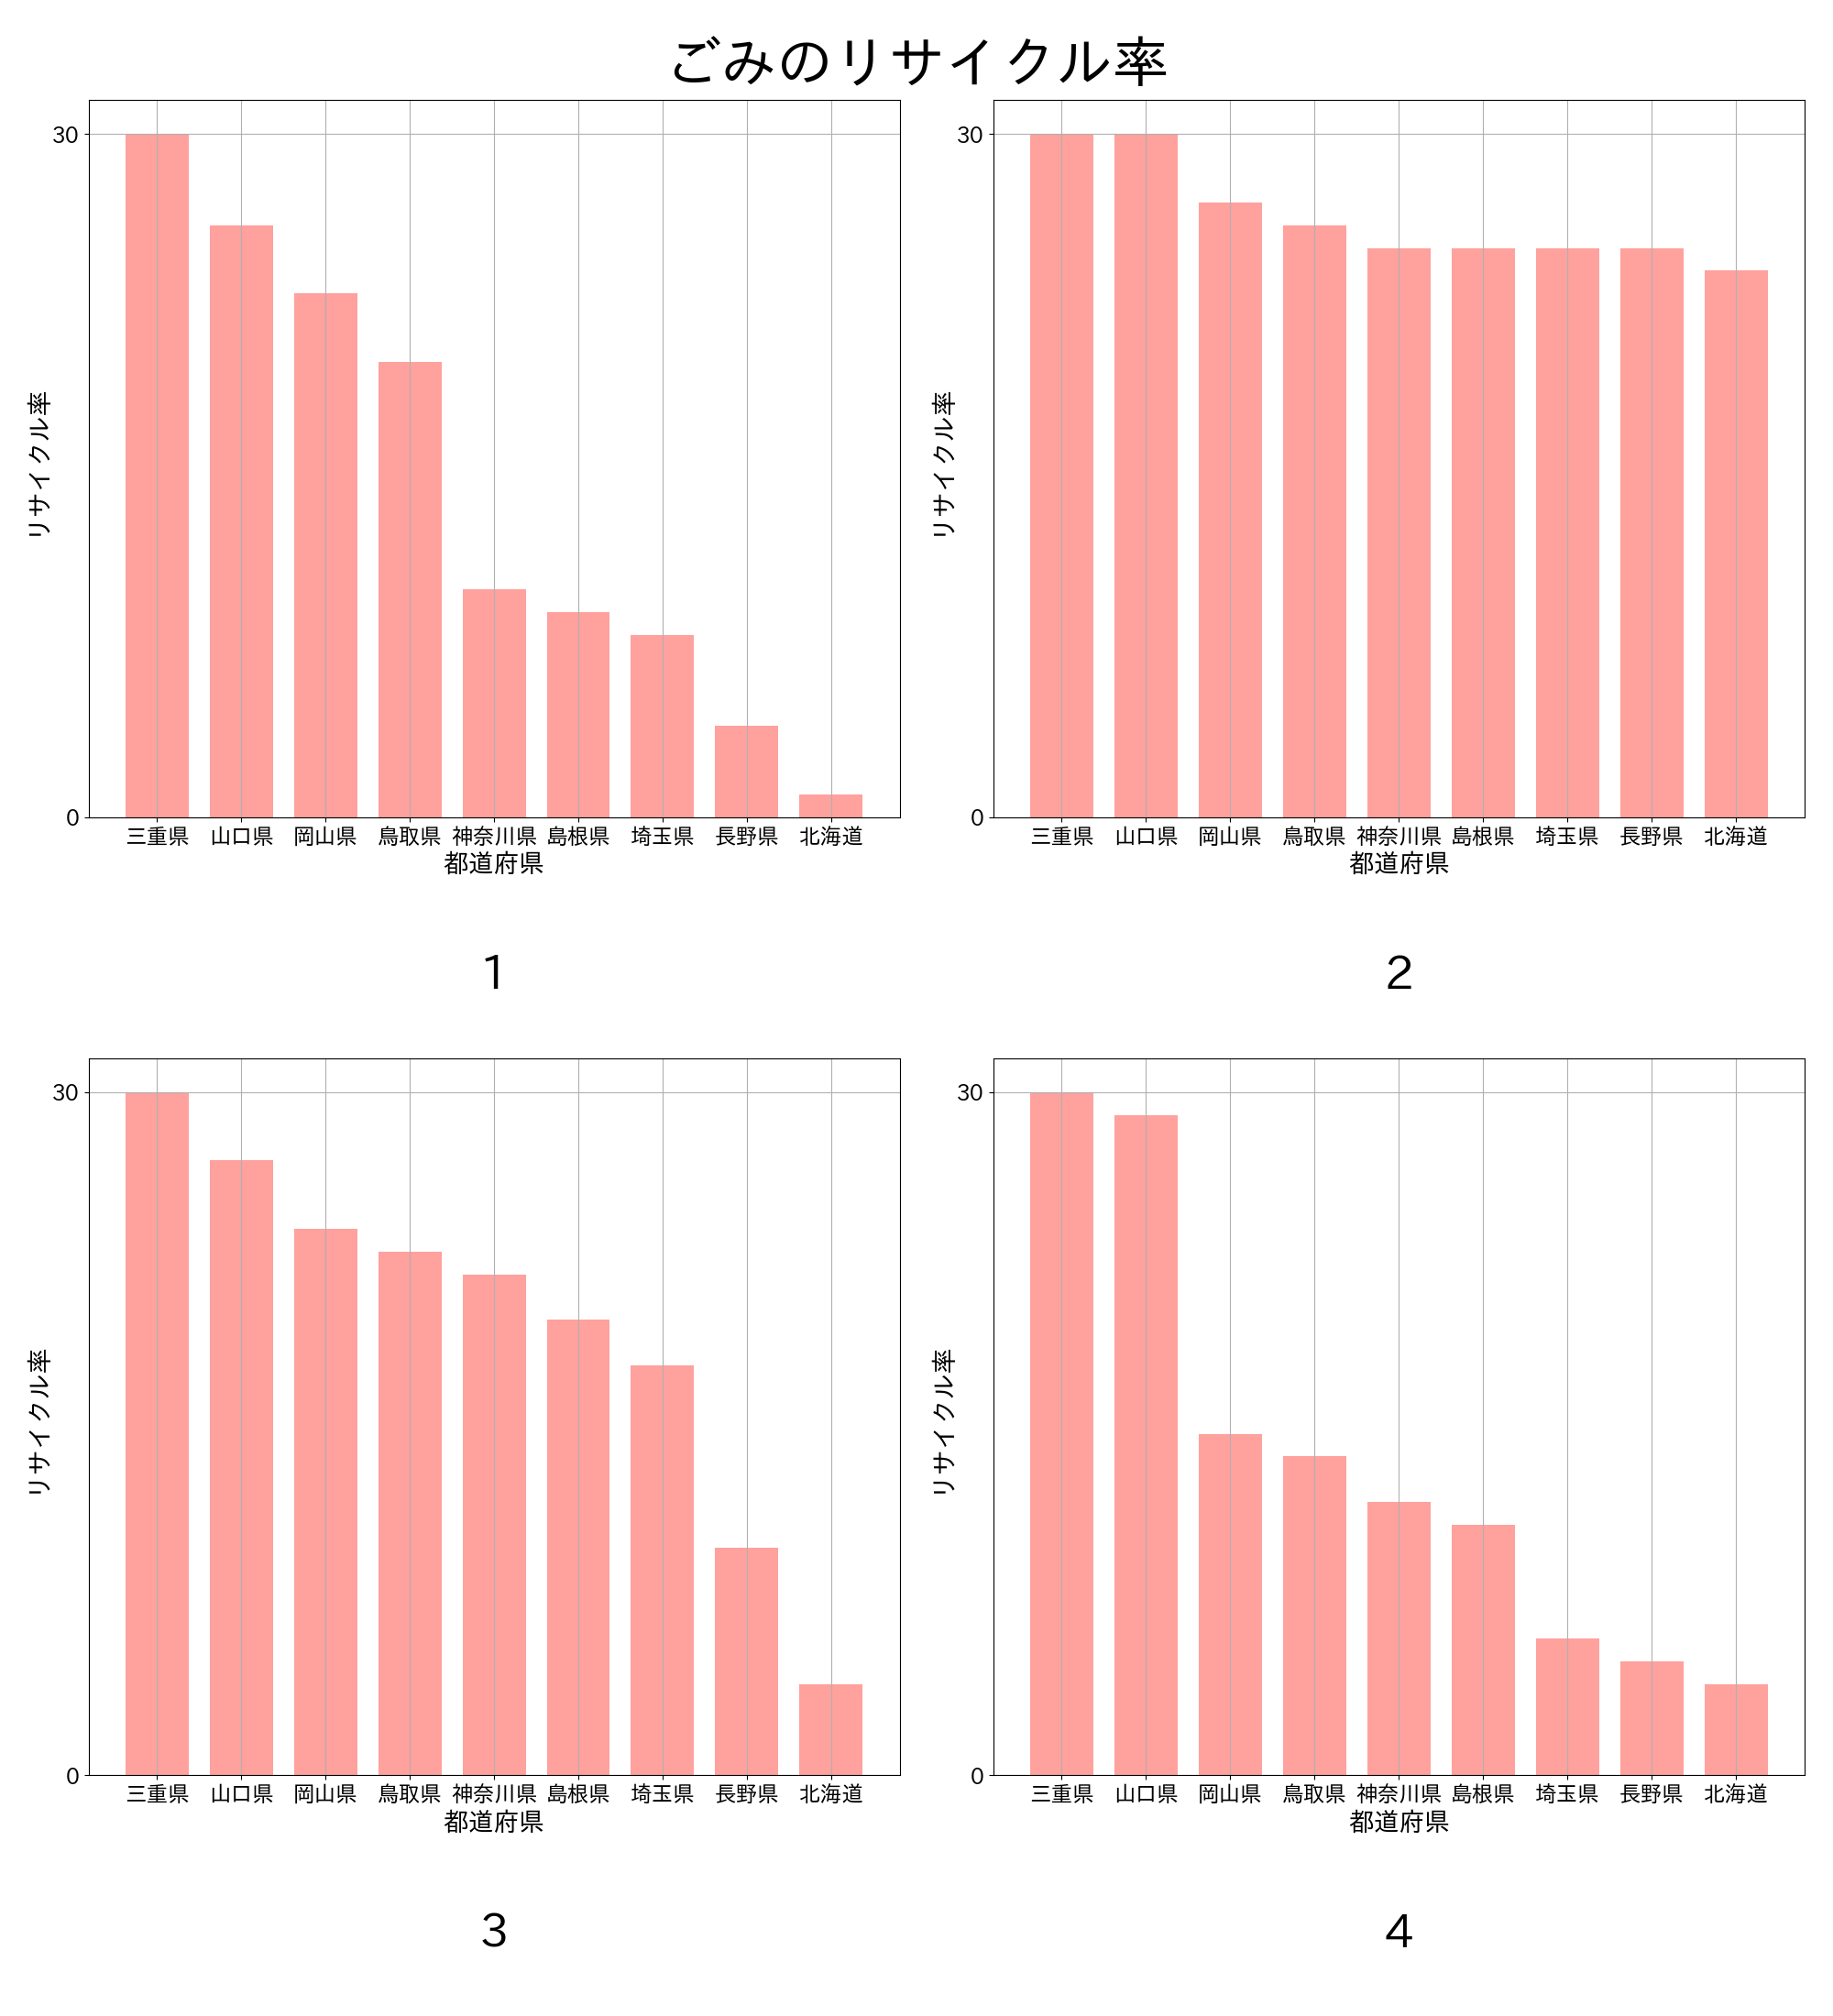 ごみのリサイクル率
30
0
リサイクル率
三重県 山口県 岡山県 鳥取県 神奈川県 島根県 埼玉県 長野県 北海道
都道府県
1
30
0
リサイクル率
三重県 山口県 岡山県 鳥取県 神奈川県 島根県 埼玉県 長野県 北海道
都道府県
2
30
0
リサイクル率
三重県 山口県 岡山県 鳥取県 神奈川県 島根県 埼玉県 長野県 北海道
都道府県
3
30
0
リサイクル率
三重県 山口県 岡山県 鳥取県 神奈川県 島根県 埼玉県 長野県 北海道
都道府県
4